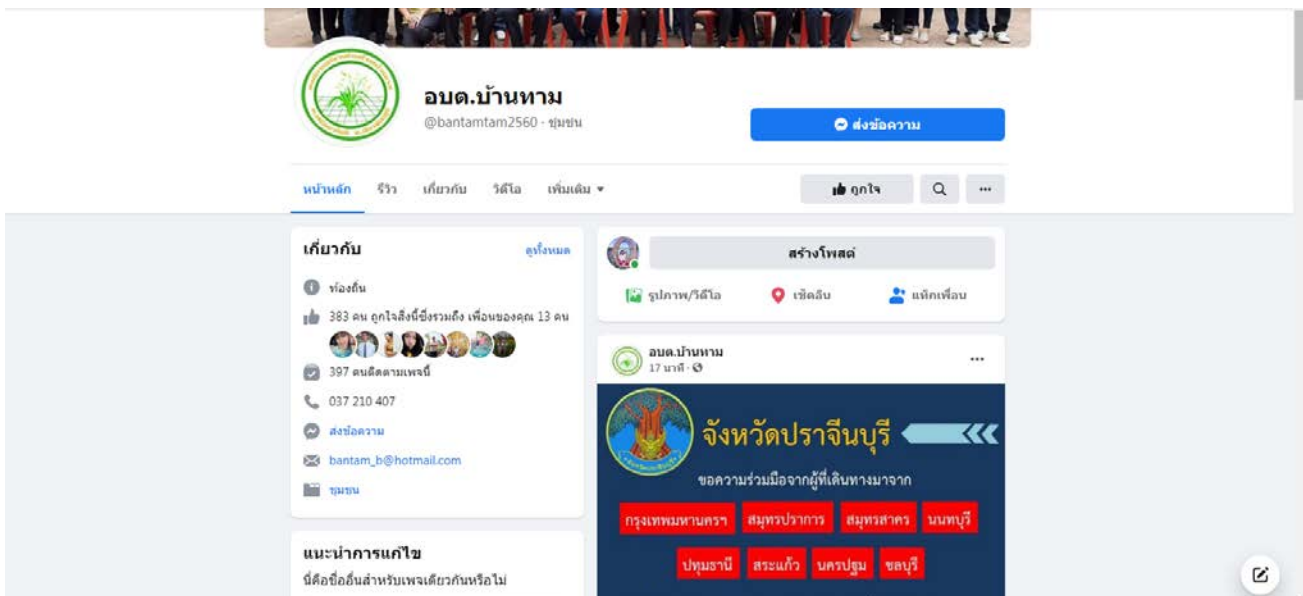 อบต.บ้านทาม
@bantamtam2560 · ชุมชน
ส่งข้อความ
หน้าหลัก รีวิว เกี่ยวกับ วิดีโอ เพิ่มเติม
ถูกใจ
เกี่ยวกับ ดูทั้งหมด
ท้องถิ่น
383 คน ถูกใจสิ่งนี้ซึ่งรวมถึง เพื่อนของคุณ 13 คน
397 คนติดตามเพจนี้
037 210 407
ส่งข้อความ
bantam_b@hotmail.com
ชุมชน
แนะนำการแก้ไข
นี่คือชื่ออื่นสำหรับเพจเดียวกันหรือไม่
สร้างโพสต์
รูปภาพ/วิดีโอ เช็คอิน แท็กเพื่อน
อบต.บ้านทาม
17 นาที
จังหวัดปราจีนบุรี
ขอความร่วมมือจากผู้ที่เดินทางมาจาก
กรุงเทพมหานครฯ สมุทรปราการ สมุทรสาคร นนทบุรี
ปทุมธานี สระแก้ว นครปฐม ชลบุรี